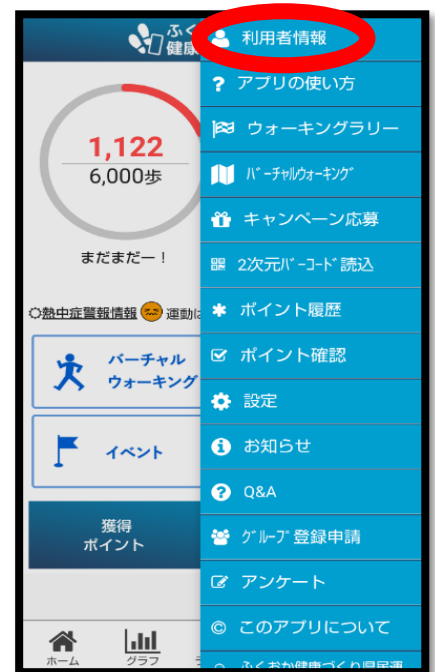 ふく
健康
1,122
6,000歩
まだまだー！
熱中症警報情報 運動は
バーチャル
ウォーキング
イベント
獲得
ポイント
ホーム
グラフ
利用者情報
アプリの使い方
ウォーキングラリー
バーチャルウォーキング
キャンペーン応募
2次元バーコード読込
ポイント履歴
ポイント確認
設定
お知らせ
Q&A
グループ登録申請
アンケート
このアプリについて
ふくおか健康づくり県民運